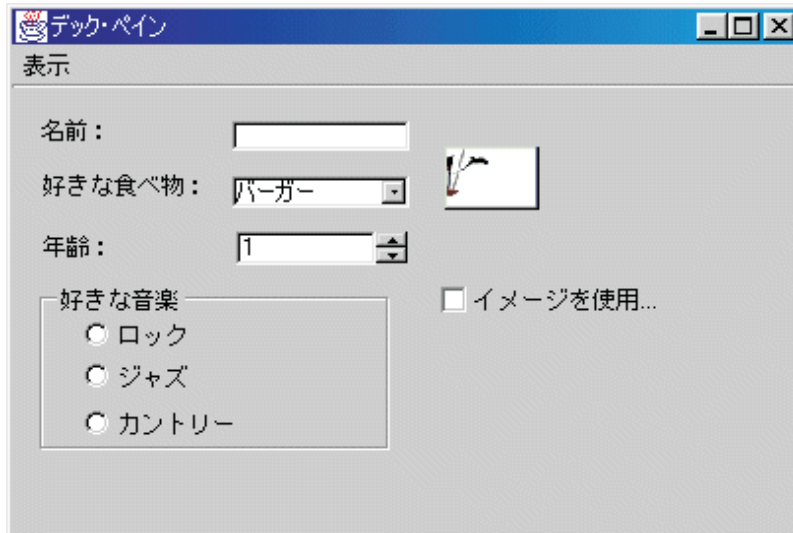 デック・ペイン
表示
名前：
好きな食べ物： バーガー
年齢： 1
好きな音楽
イメージを使用...
ロック
ジャズ
カントリー